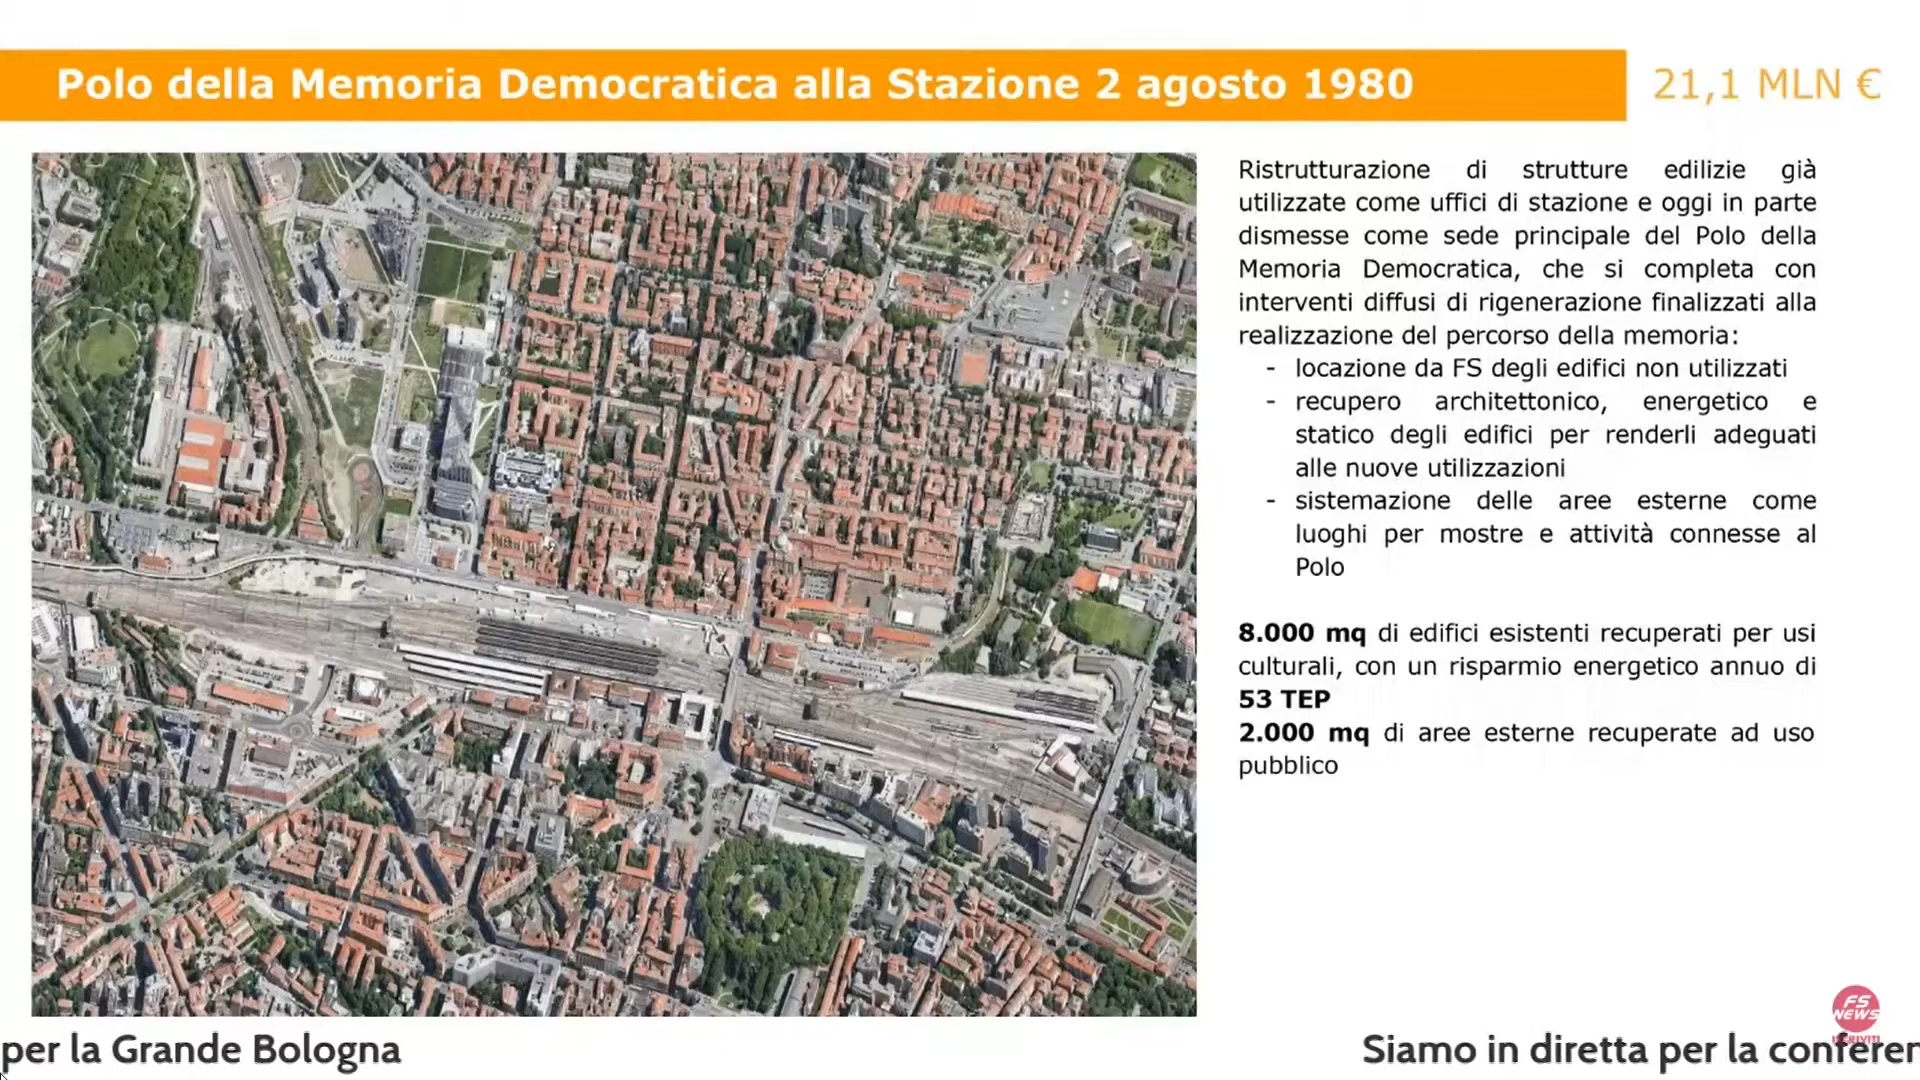 Polo della Memoria Democratica alla Stazione 2 agosto 1980
21,1 MLN €
Ristrutturazione di strutture edilizie già
utilizzate come uffici di stazione e oggi in parte
dismesse come sede principale del Polo della
Memoria Democratica, che si completa con
interventi diffusi di rigenerazione finalizzati alla
realizzazione del percorso della memoria:
- locazione da FS degli edifici non utilizzati
- recupero architettonico, energetico e
statico degli edifici per renderli adeguati
alle nuove utilizzazioni
- sistemazione delle aree esterne come
luoghi per mostre e attività connesse al
Polo
8.000 mq di edifici esistenti recuperati per usi
culturali, con un risparmio energetico annuo di
53 TEP
2.000 mq di aree esterne recuperate ad uso
pubblico
FS
NEWS
ISCRIVITI
per la Grande Bologna
Siamo in diretta per la conferen